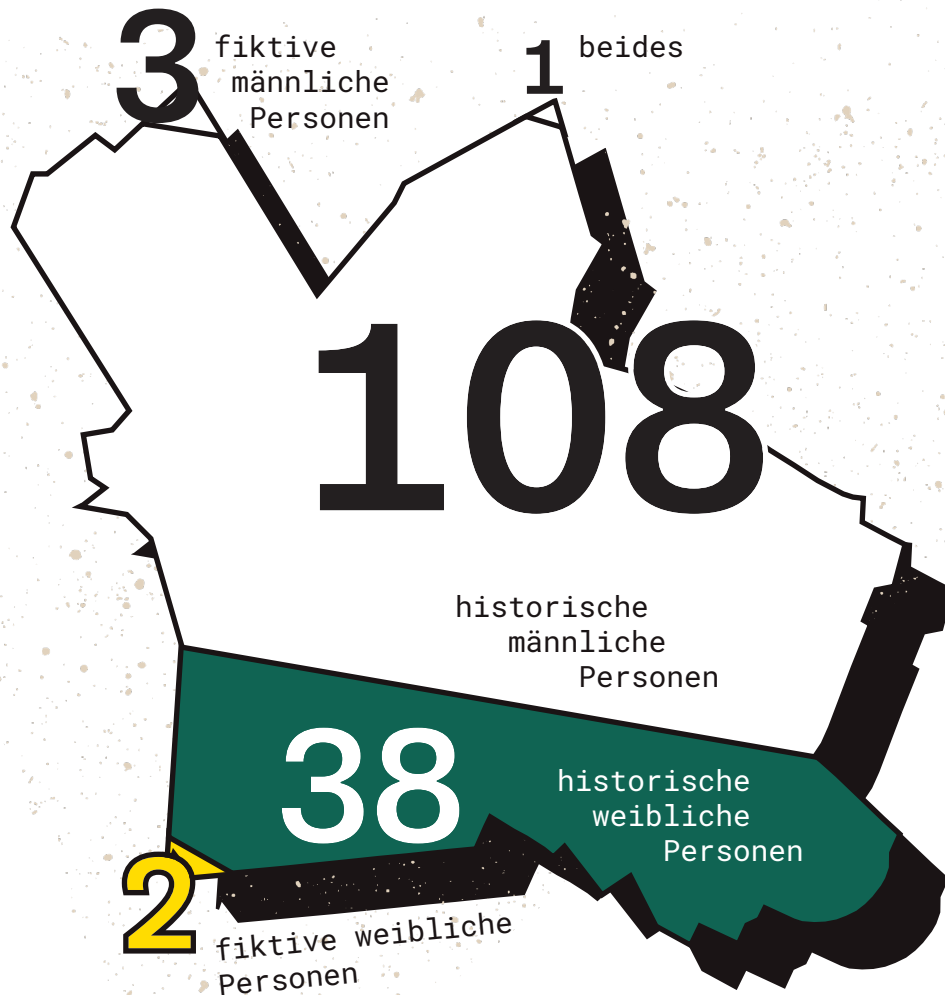 3 fiktive
männliche
Personen
1 beides
108
historische
männliche
Personen
38
historische
weibliche
Personen
2
fiktive weibliche
Personen